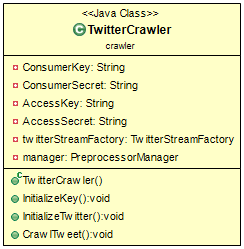 <<Java Class>>
TwitterCrawler
crawler
ConsumerKey: String
ConsumerSecret: String
AccessKey: String
AccessSecret: String
twitterStreamFactory: TwitterStreamFactory
manager: PreprocessorManager
TwitterCrawler()
InitializeKey():void
InitializeTwitter():void
CrawlTweet():void